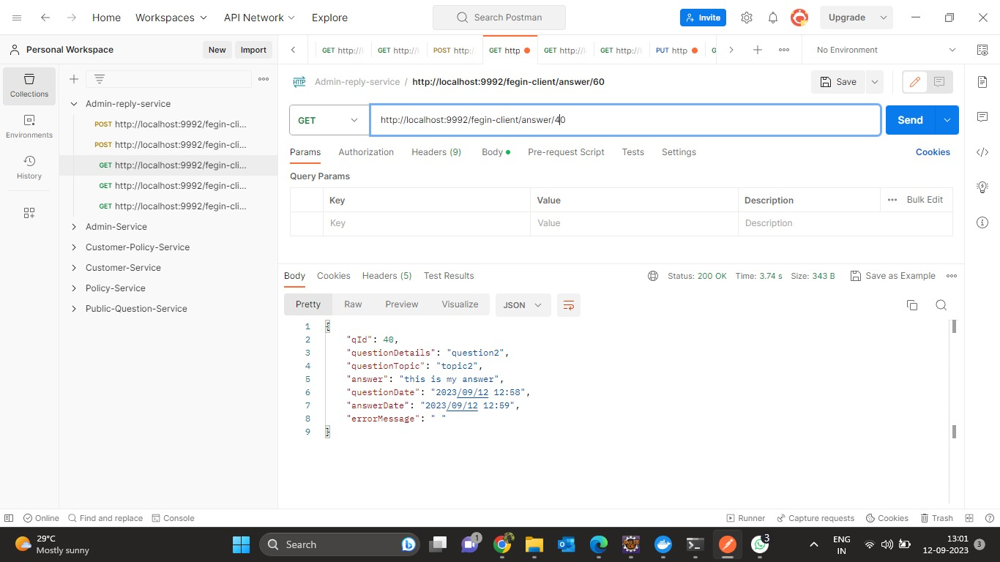 Home Workspaces API Network Explore Search Postman Invite Upgrade
Personal Workspace New Import GET http://l GET http://l POST http:/ GET http GET http://l GET http://l PUT http G No Environment
Collections
Environments
History
Admin-reply-service
POST http://localhost:9992/fegin-cli...
POST http://localhost:9992/fegin-cli...
GET http://localhost:9992/fegin-cli...
GET http://localhost:9992/fegin-cli...
GET http://localhost:9992/fegin-cli...
Admin-Service
Customer-Policy-Service
Customer-Service
Policy-Service
Public-Question-Service
HTTP Admin-reply-service / http://localhost:9992/fegin-client/answer/60 Save
GET http://localhost:9992/fegin-client/answer/40 Send
Params Authorization Headers (9) Body Pre-request Script Tests Settings Cookies
Query Params
Key Value Description Bulk Edit
Key Value Description
Body Cookies Headers (5) Test Results Status: 200 OK Time: 3.74 s Size: 343 B Save as Example
Pretty Raw Preview Visualize JSON
1 {
2 "qId": 40,
3 "questionDetails": "question2",
4 "questionTopic": "topic2",
5 "answer": "this is my answer",
6 "questionDate": "2023/09/12 12:58",
7 "answerDate": "2023/09/12 12:59",
8 "errorMessage": " "
9 }
Online Find and replace Console Runner Capture requests Cookies Trash
29°C
Mostly sunny
Search
1
3
ENG
IN
13:01
12-09-2023
3